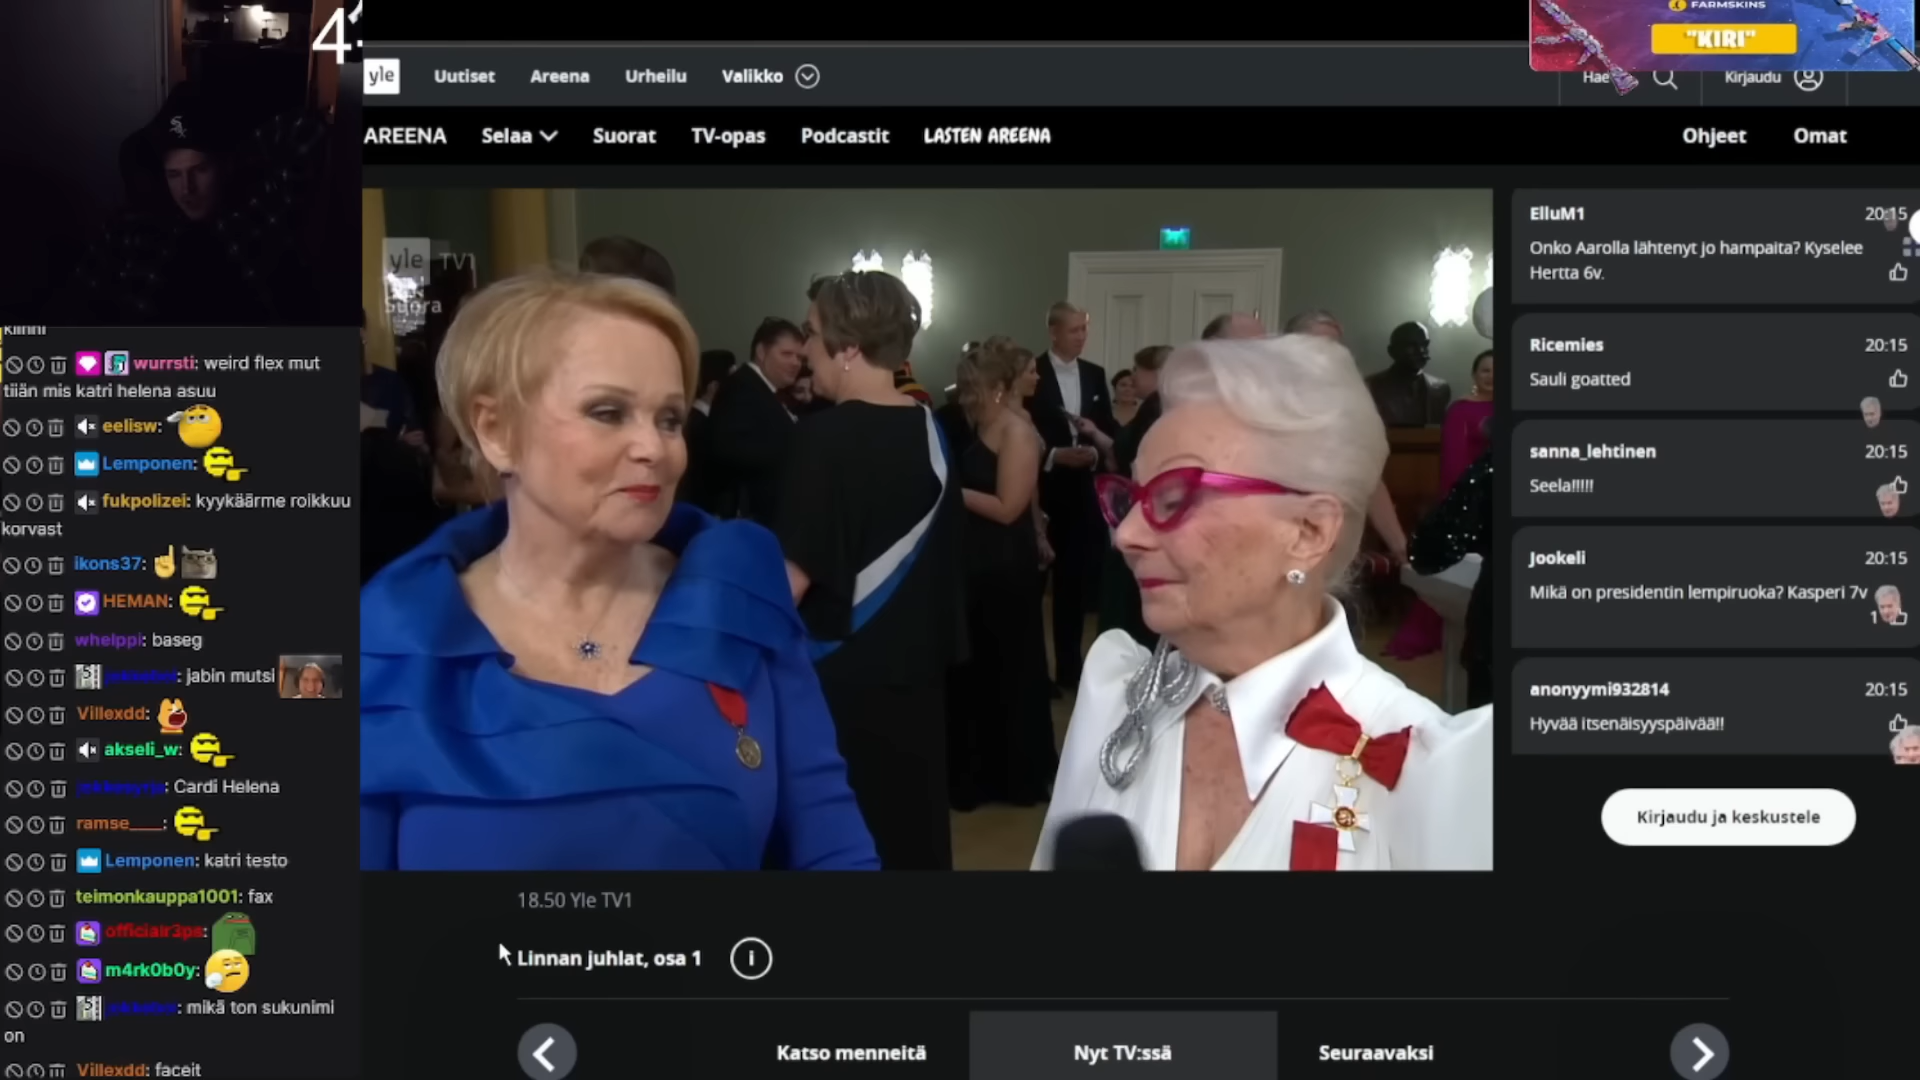 FARMSKINS
"KIRI"
yle
Uutiset
Areena
Urheilu
Valikko
Hae
Kirjaudu
AREENA
Selaa
Suorat
TV-opas
Podcastit
LASTEN AREENA
Ohjeet
Omat
yle TV1
Suora
kiinni
wurrsti: weird flex mut
tiiän mis katri helena asuu
eelisw:
Lemponen:
fukpolizei: kyykäärme roikkuu
korvast
ikons37:
HEMAN:
whelppi: baseg
: jabin mutsi
Villexdd:
akseli_w:
: Cardi Helena
ramse___:
Lemponen: katri testo
teimonkauppa1001: fax
officialr3ps:
m4rk0b0y:
: mikä ton sukunimi
on
Villexdd: faceit
ElluM1
20:15
Onko Aarolla lähtenyt jo hampaita? Kyselee
Hertta 6v.
Ricemies
20:15
Sauli goatted
sanna_lehtinen
20:15
Seela!!!!!
Jookeli
20:15
Mikä on presidentin lempiruoka? Kasperi 7v
1
anonyymi932814
20:15
Hyvää itsenäisyyspäivää!!
Kirjaudu ja keskustele
18.50 Yle TV1
Linnan juhlat, osa 1
i
Katso menneitä
Nyt TV:ssä
Seuraavaksi